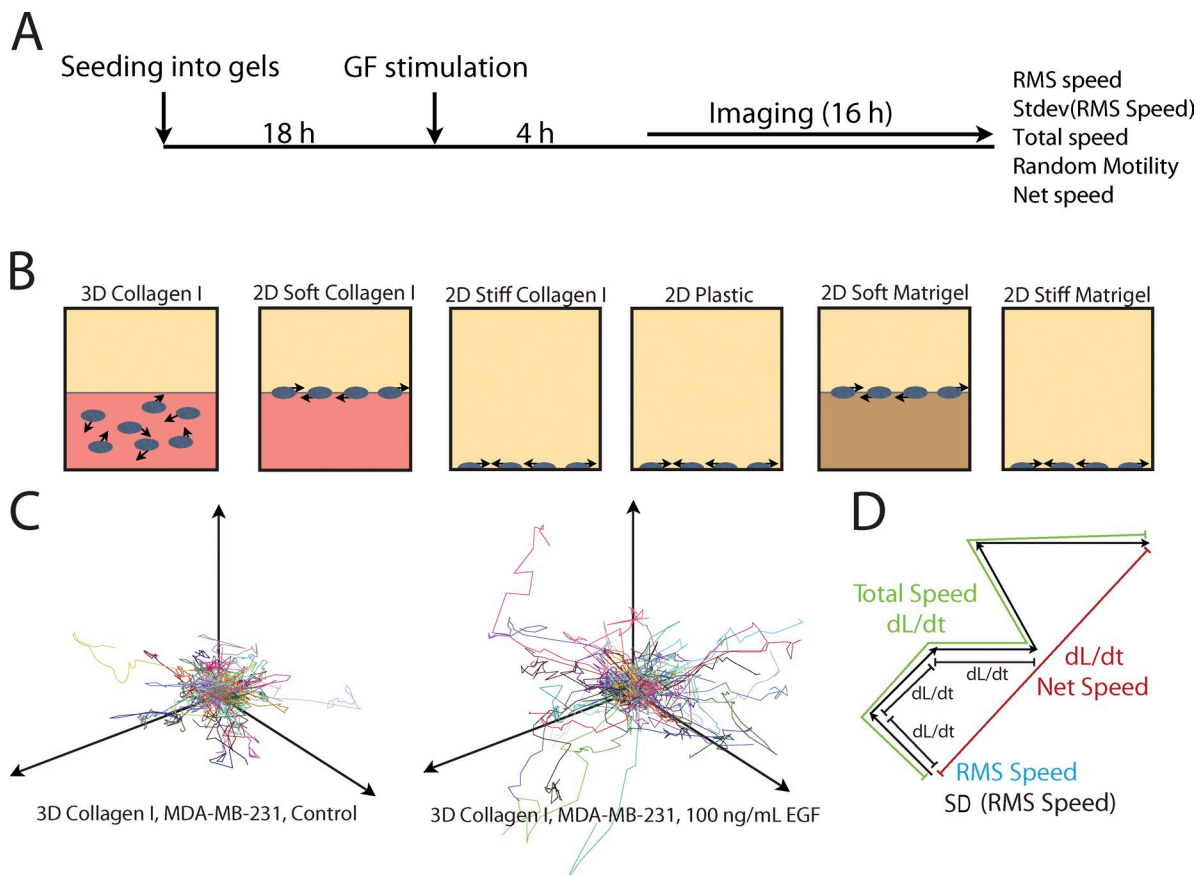 A
Seeding into gels
GF stimulation
18 h
4 h
Imaging (16 h)
RMS speed
Stdev(RMS Speed)
Total speed
Random Motility
Net speed
B
3D Collagen I
2D Soft Collagen I
2D Stiff Collagen I
2D Plastic
2D Soft Matrigel
2D Stiff Matrigel
C
3D Collagen I, MDA-MB-231, Control
3D Collagen I, MDA-MB-231, 100 ng/mL EGF
D
Total Speed
dL/dt
dL/dt
dL/dt
dL/dt
dL/dt
Net Speed
RMS Speed
SD (RMS Speed)